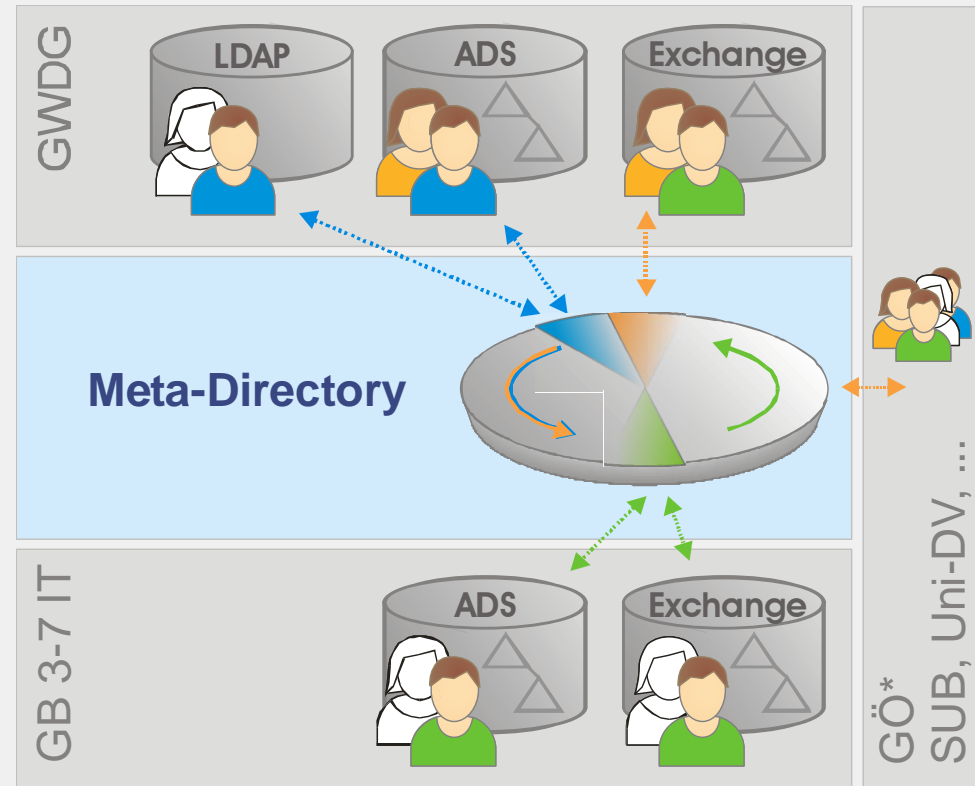 GWDG
LDAP
ADS
Exchange
Meta-Directory
GB 3-7 IT
ADS
Exchange
GÖ*
SUB, Uni-DV, ...